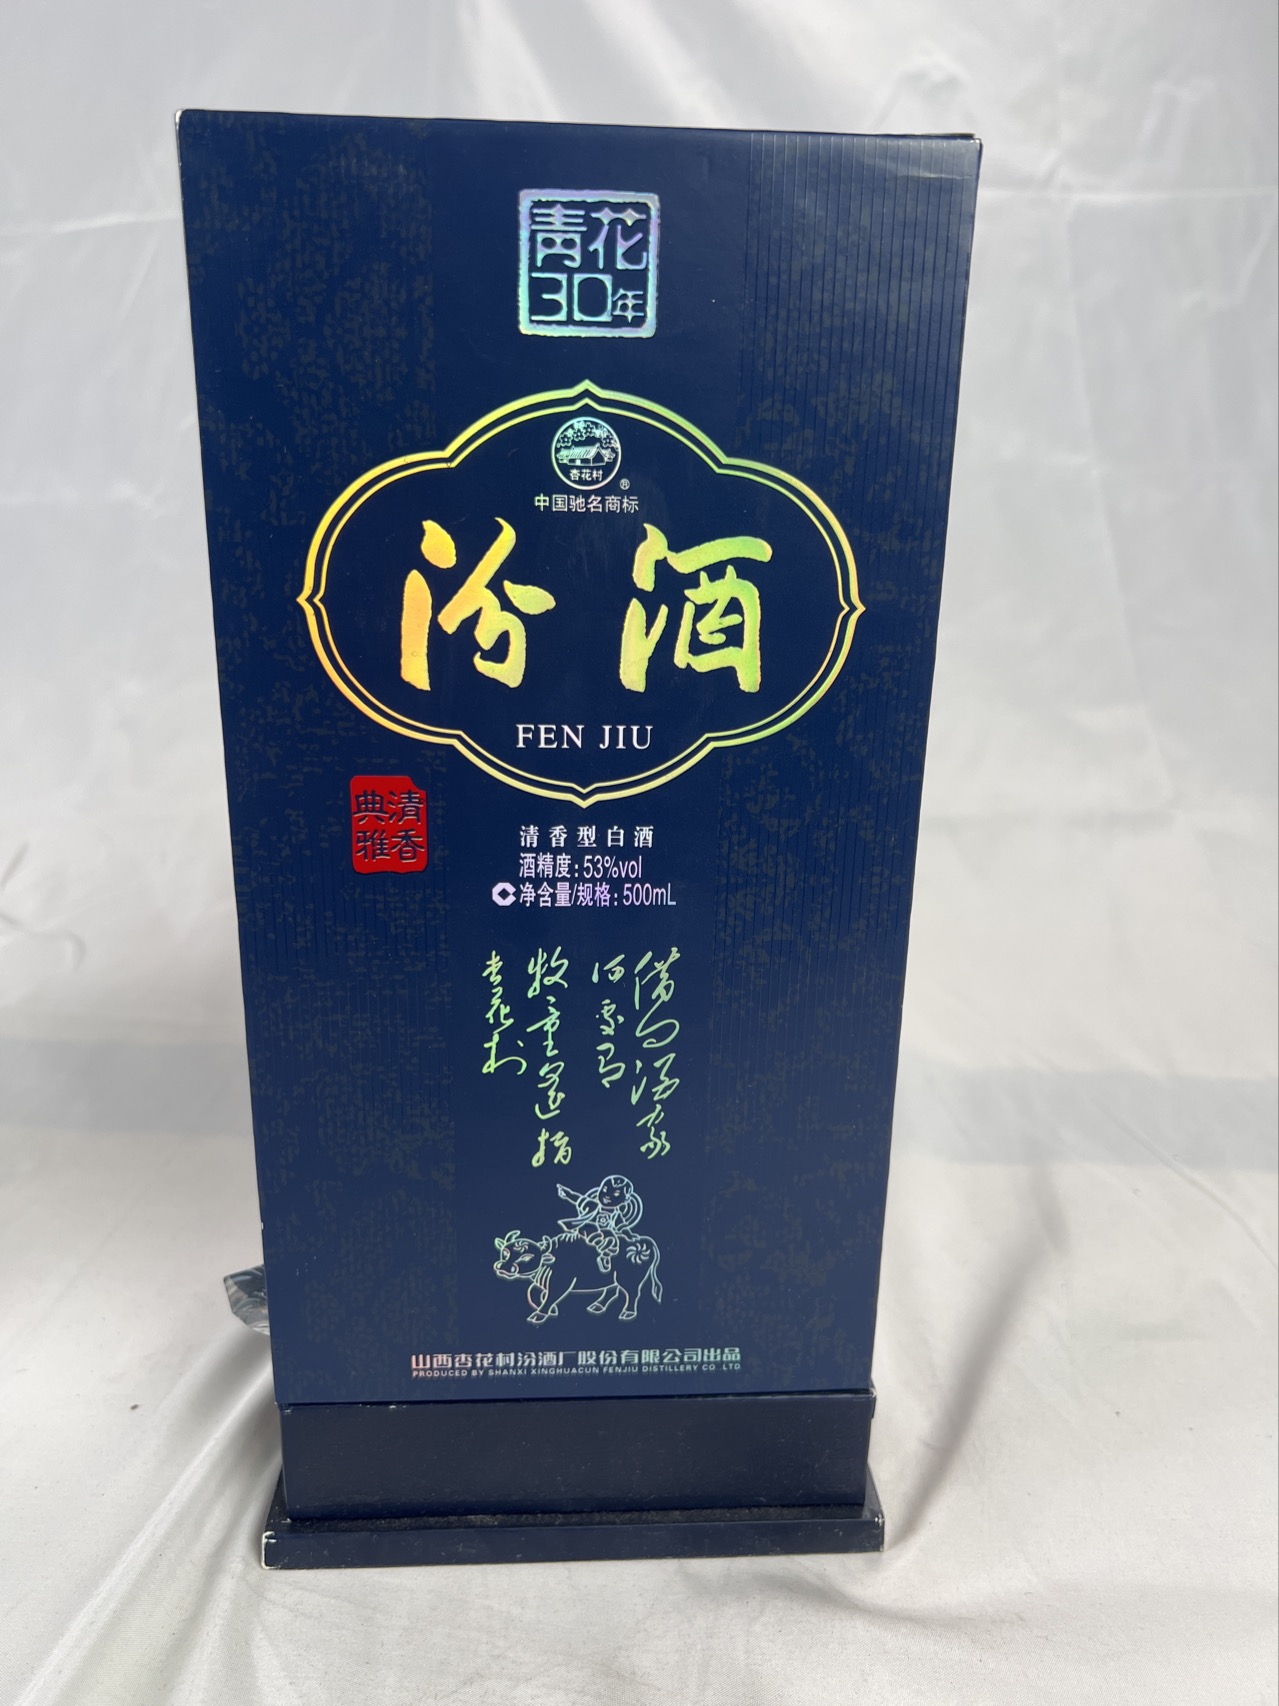 青花
30年
杏花村
®
中国驰名商标
汾酒
FEN JIU
清香
典雅
清香型白酒
酒精度:53%vol
净含量/规格:500mL
借问酒家
何处有
牧童遥指
杏花村
山西杏花村汾酒厂股份有限公司出品
PRODUCED BY SHANXI XINGHUACUN FENJIU DISTILLERY CO .LTD